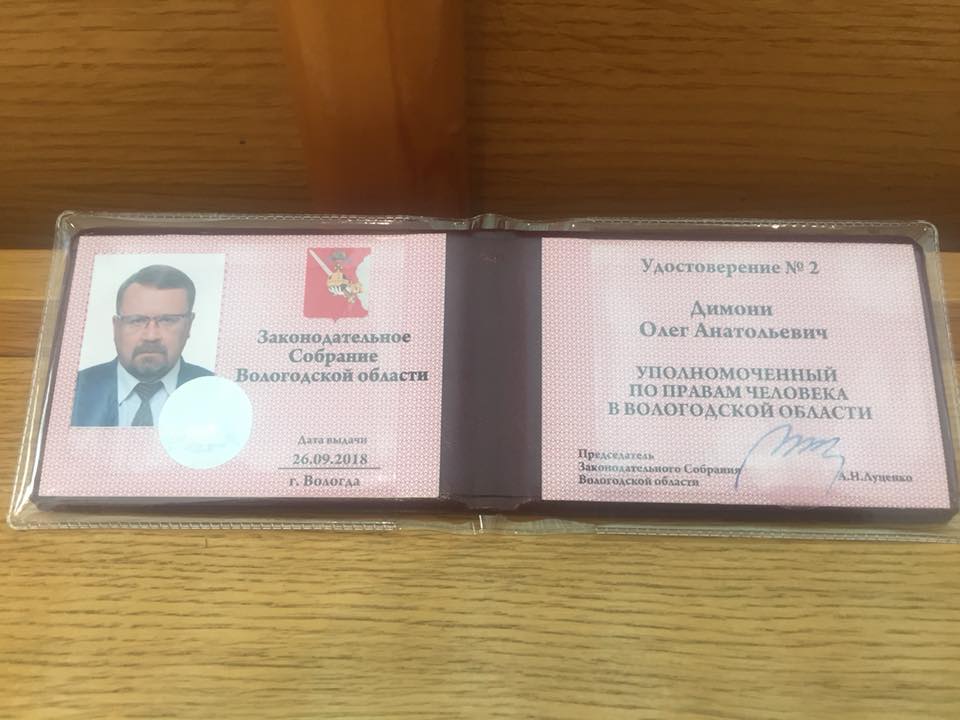 Законодательное
Собрание
Вологодской области
Дата выдачи
26.09.2018
г. Вологда
Удостоверение № 2
Димони
Олег Анатольевич
УПОЛНОМОЧЕННЫЙ
ПО ПРАВАМ ЧЕЛОВЕКА
В ВОЛОГОДСКОЙ ОБЛАСТИ
Председатель
Законодательного Собрания
Вологодской области
А.Н.Луценко